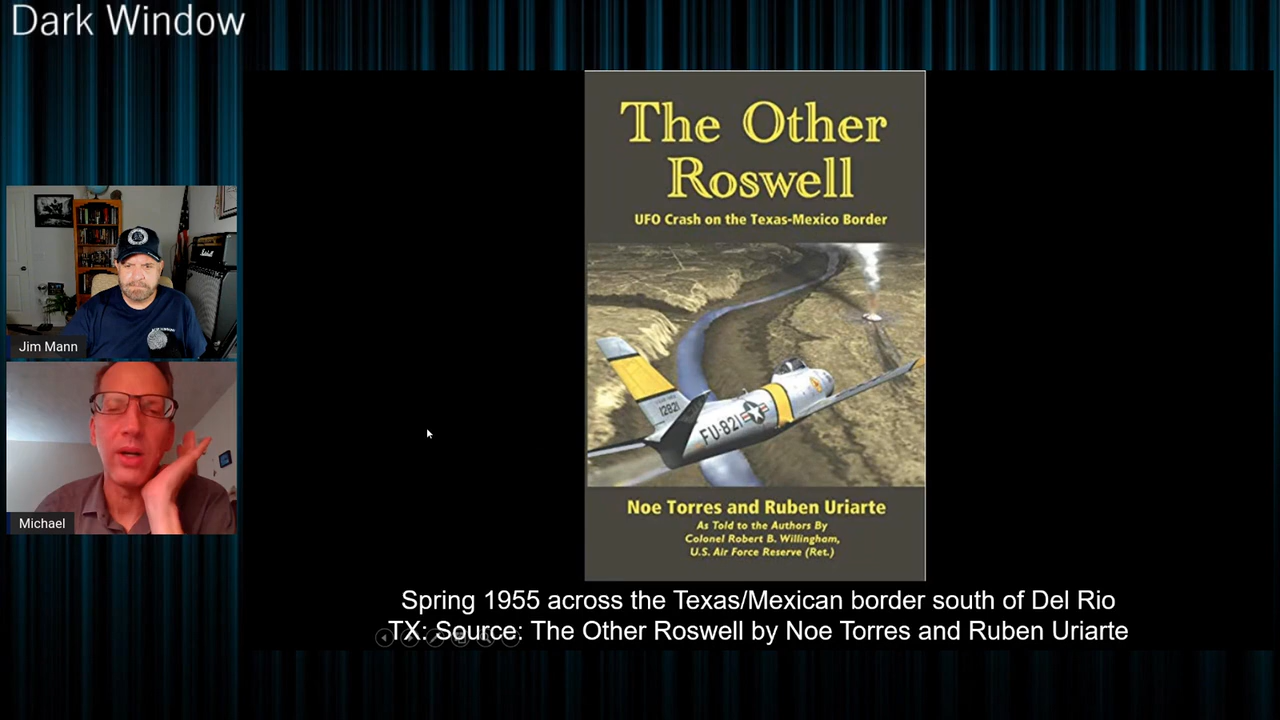 Dark Window
The Other
Roswell
UFO Crash on the Texas-Mexico Border
12821
FU-821
Noe Torres and Ruben Uriarte
As Told to the Authors By
Colonel Robert B. Willingham,
U.S. Air Force Reserve (Ret.)
Jim Mann
Michael
Spring 1955 across the Texas/Mexican border south of Del Rio
TX: Source: The Other Roswell by Noe Torres and Ruben Uriarte